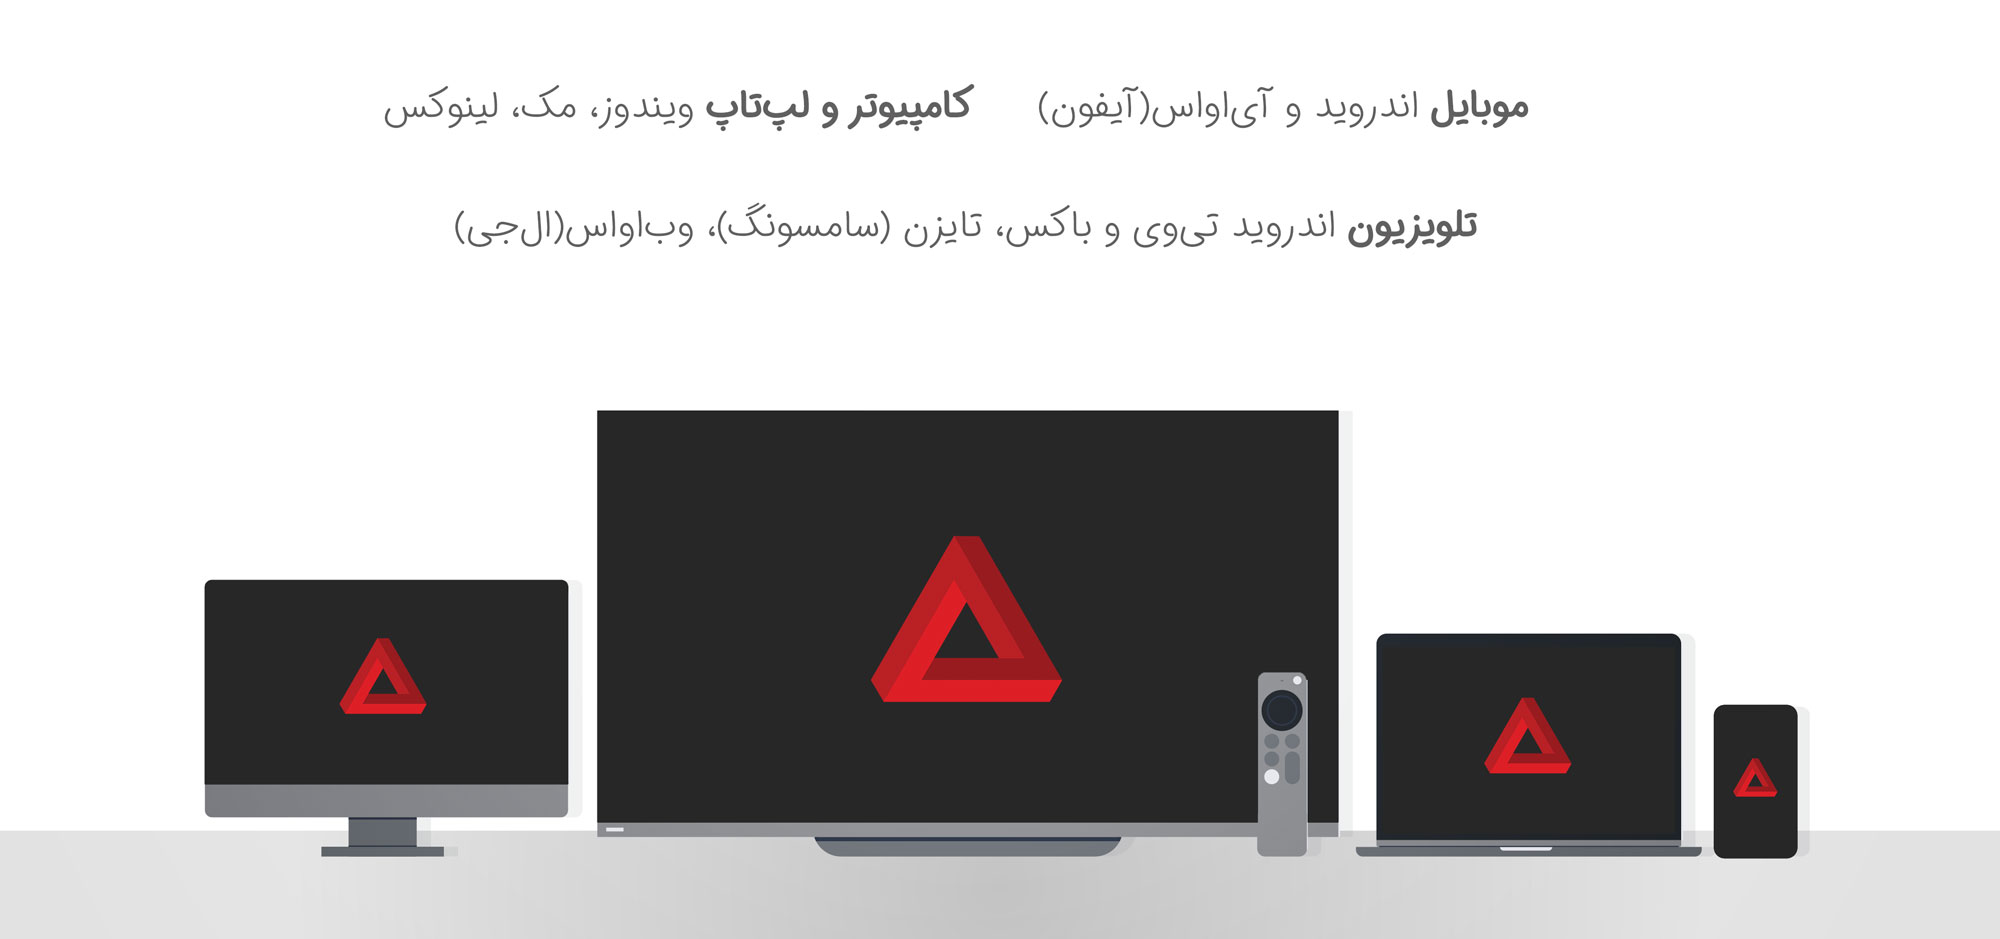 موبایل اندروید و آی‌اواس(آیفون) کامپیوتر و لپ‌تاپ ویندوز، مک، لینوکس
تلویزیون اندروید تی‌وی و باکس، تایزن (سامسونگ)، وب‌اواس(ال‌جی)